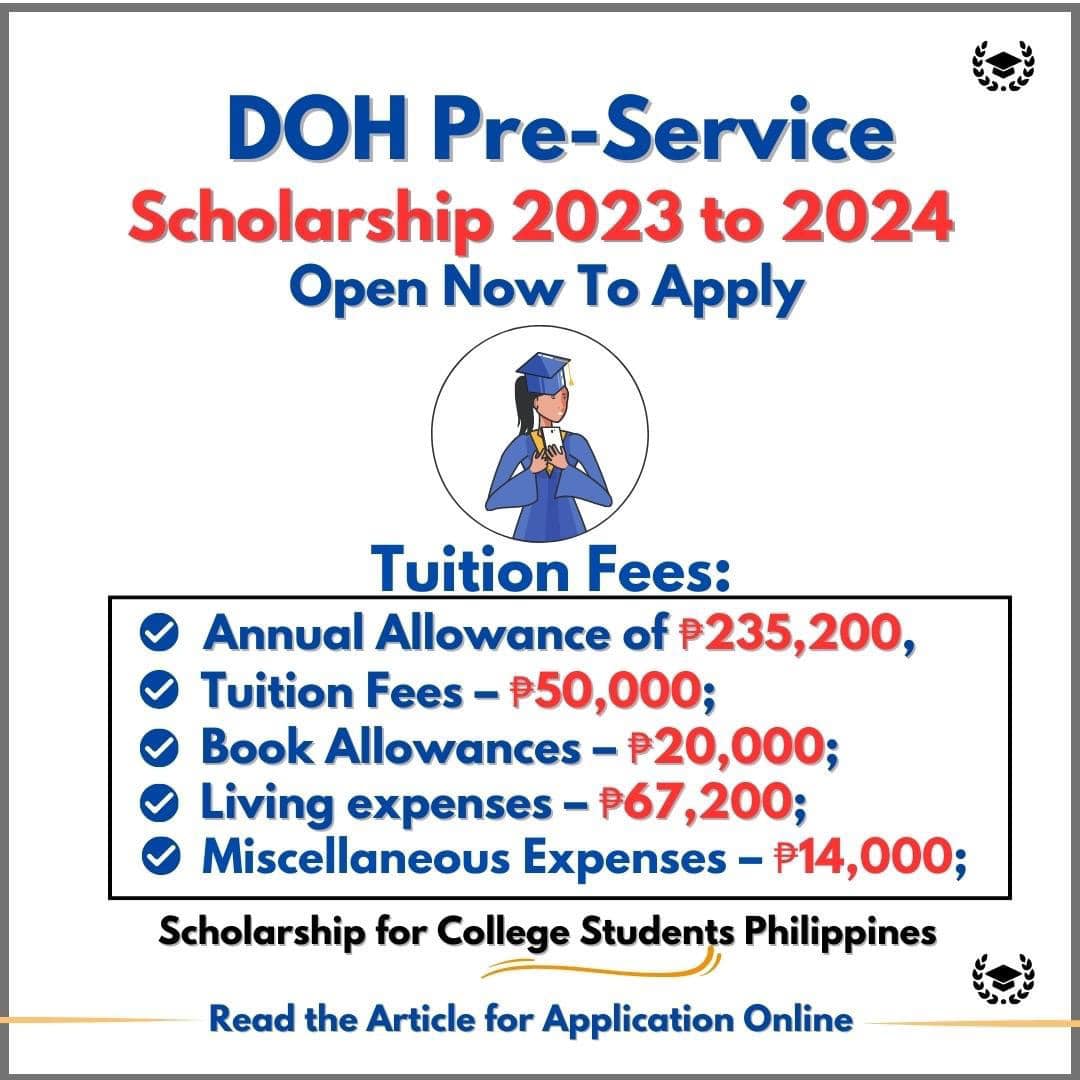 DOH Pre-Service
Scholarship 2023 to 2024
Open Now To Apply
Tuition Fees:
Annual Allowance of ₱235,200,
Tuition Fees – ₱50,000;
Book Allowances – ₱20,000;
Living expenses – ₱67,200;
Miscellaneous Expenses – ₱14,000;
Scholarship for College Students Philippines
Read the Article for Application Online